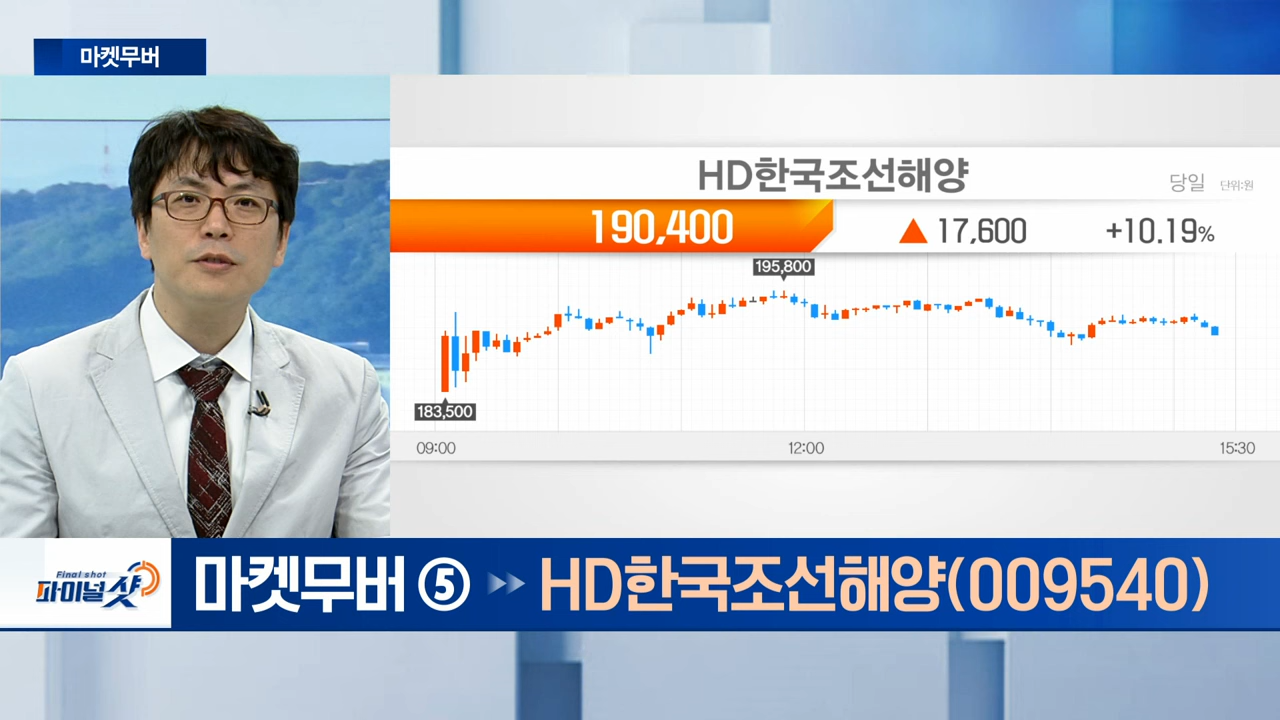 마켓무버
HD한국조선해양
당일 단위:원
190,400 ▲ 17,600 +10.19%
195,800
183,500
09:00 12:00 15:30
Final shot
파이널샷
마켓무버 ⑤ HD한국조선해양(009540)